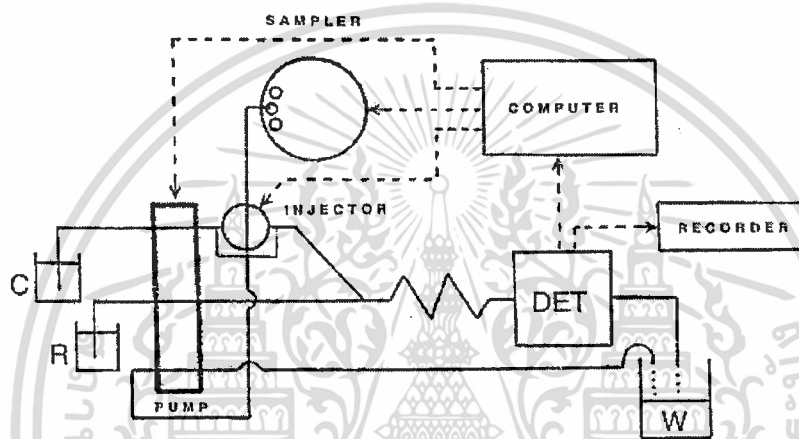 SAMPLER
COMPUTER
INJECTOR
RECORDER
C
DET
R
PUMP
W